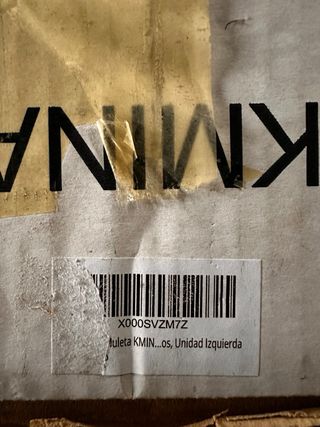 KMINA
X000SVZM7Z
Muleta KMIN...os, Unidad Izquierda